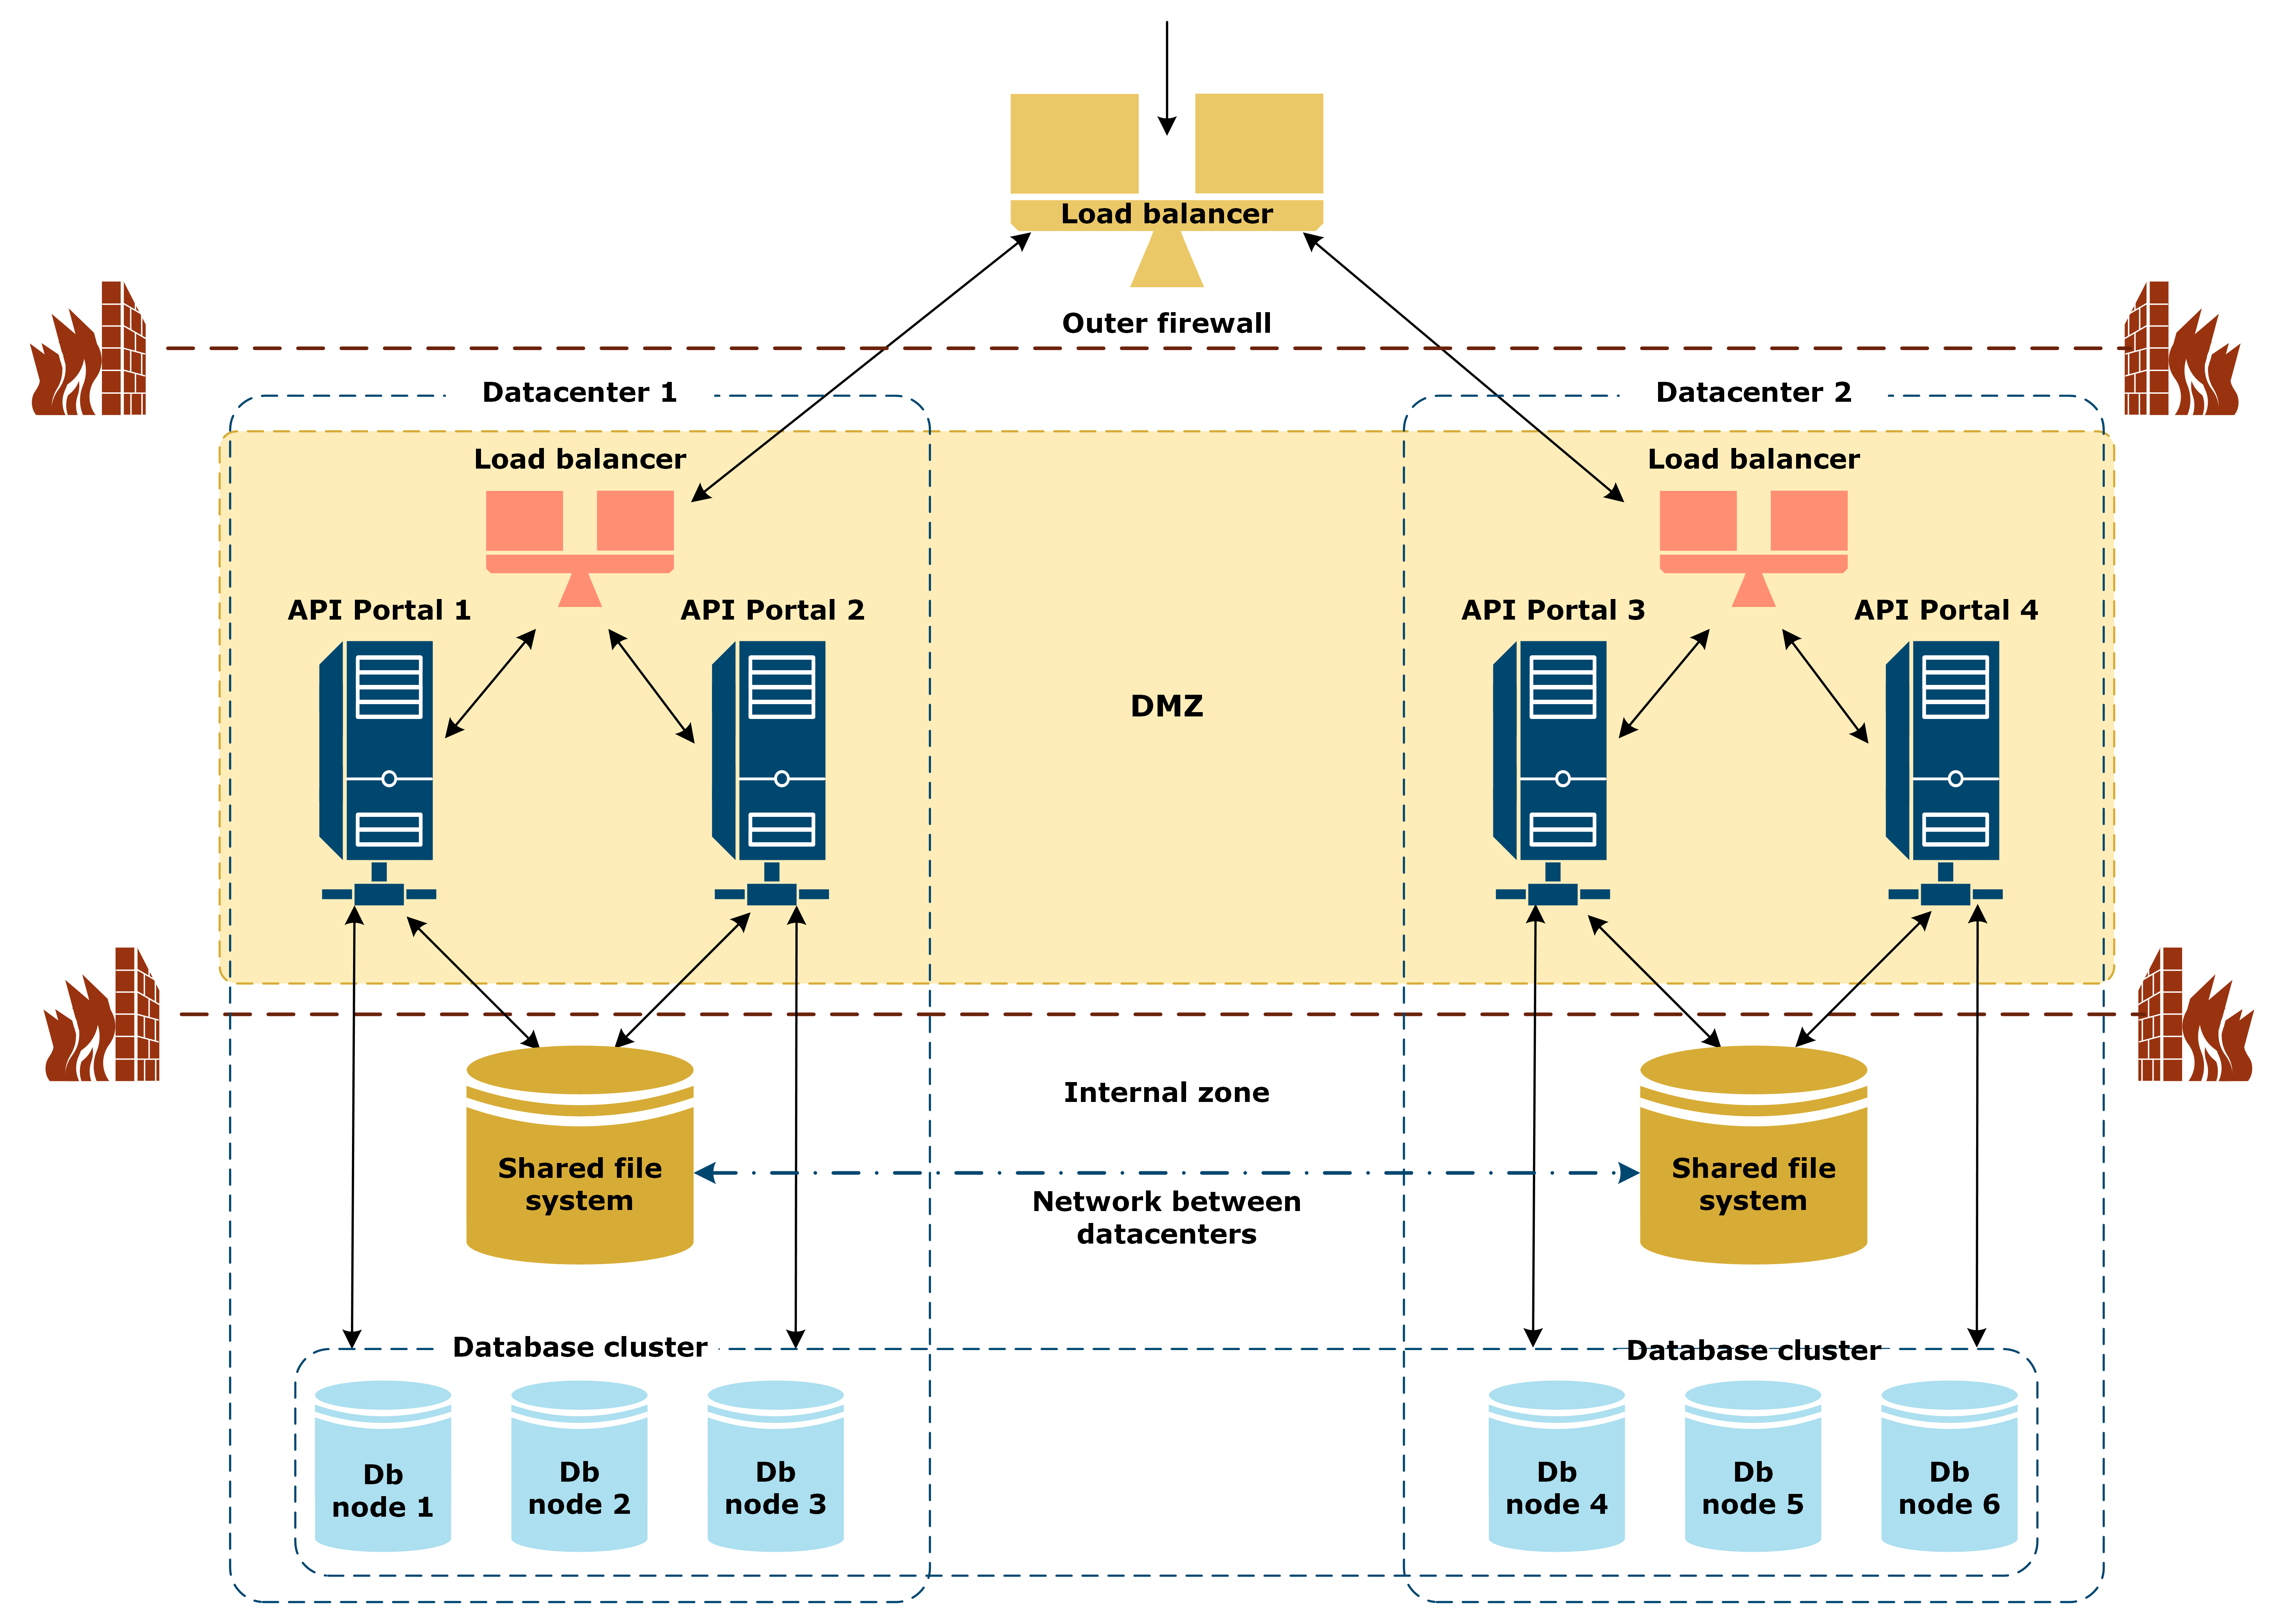 Load balancer
Outer firewall
Datacenter 1
Datacenter 2
Load balancer
Load balancer
API Portal 1
API Portal 2
API Portal 3
API Portal 4
DMZ
Internal zone
Shared file
system
Shared file
system
Network between
datacenters
Database cluster
Database cluster
Db
node 1
Db
node 2
Db
node 3
Db
node 4
Db
node 5
Db
node 6